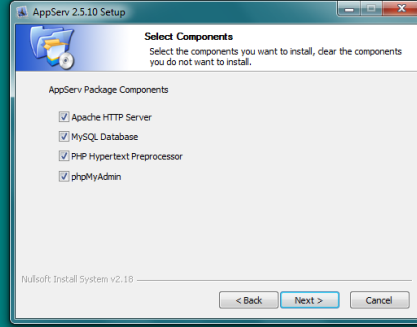 AppServ 2.5.10 Setup
Select Components
Select the components you want to install, clear the components
you do not want to install.
AppServ Package Components
Apache HTTP Server
MySQL Database
PHP Hypertext Preprocessor
phpMyAdmin
Nullsoft Install System v2.18
< Back
Next >
Cancel